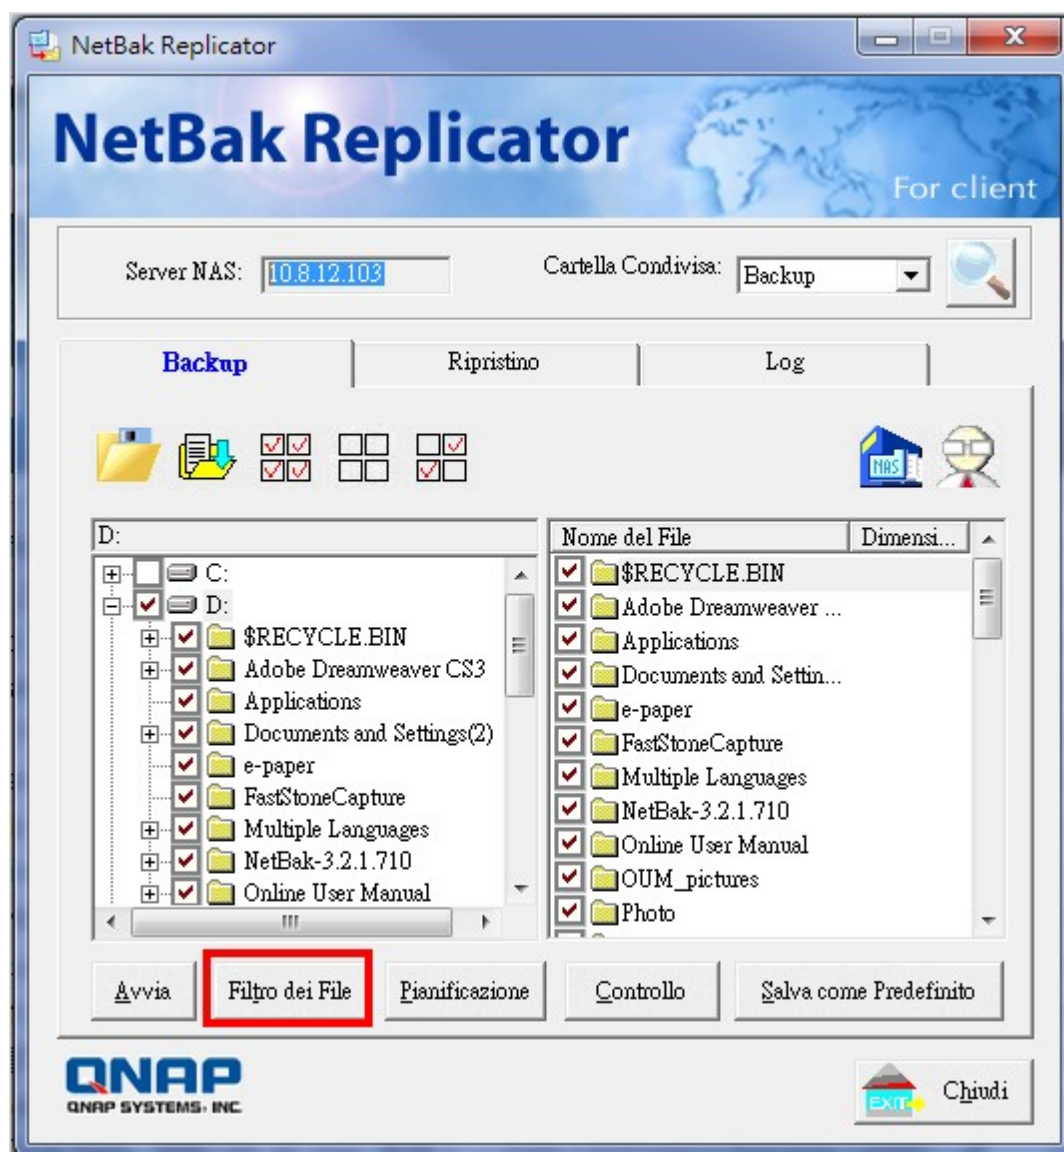 NetBak Replicator
NetBak Replicator
For client
Server NAS: 10.8.12.103 Cartella Condivisa: Backup
Backup Ripristino Log
NAS
D:
C:
D:
$RECYCLE.BIN
Adobe Dreamweaver CS3
Applications
Documents and Settings(2)
e-paper
FastStoneCapture
Multiple Languages
NetBak-3.2.1.710
Online User Manual
Nome del File Dimensi...
$RECYCLE.BIN
Adobe Dreamweaver ...
Applications
Documents and Settin...
e-paper
FastStoneCapture
Multiple Languages
NetBak-3.2.1.710
Online User Manual
OUM_pictures
Photo
Avvia Filtro dei File Pianificazione Controllo Salva come Predefinito
QNAP
QNAP SYSTEMS, INC.
EXIT Chiudi